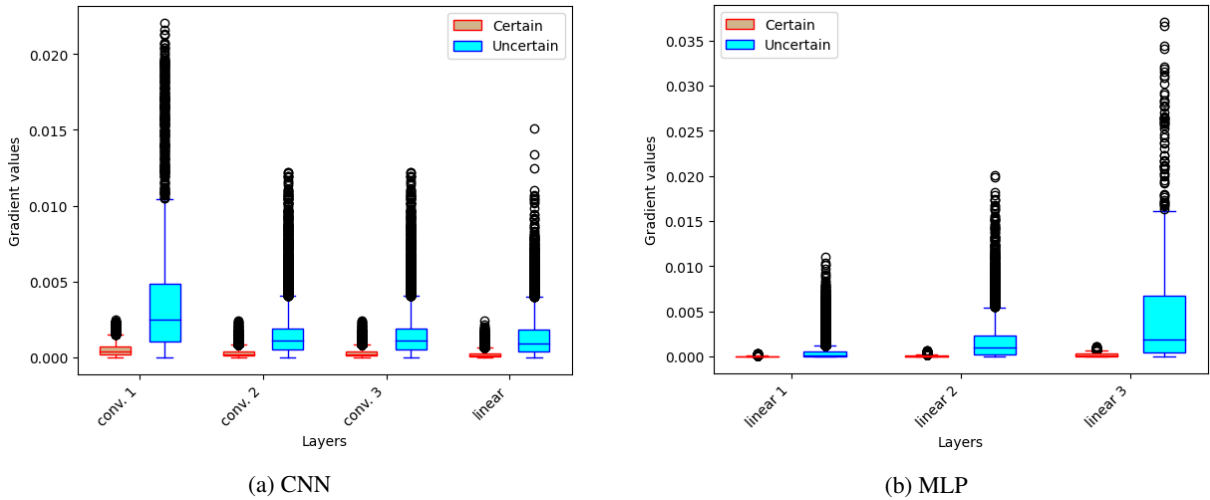 Certain
Uncertain
0.020
0.015
0.010
0.005
0.000
Gradient values
conv. 1
conv. 2
conv. 3
linear
Layers
(a) CNN
Certain
Uncertain
0.035
0.030
0.025
0.020
0.015
0.010
0.005
0.000
Gradient values
linear 1
linear 2
linear 3
Layers
(b) MLP